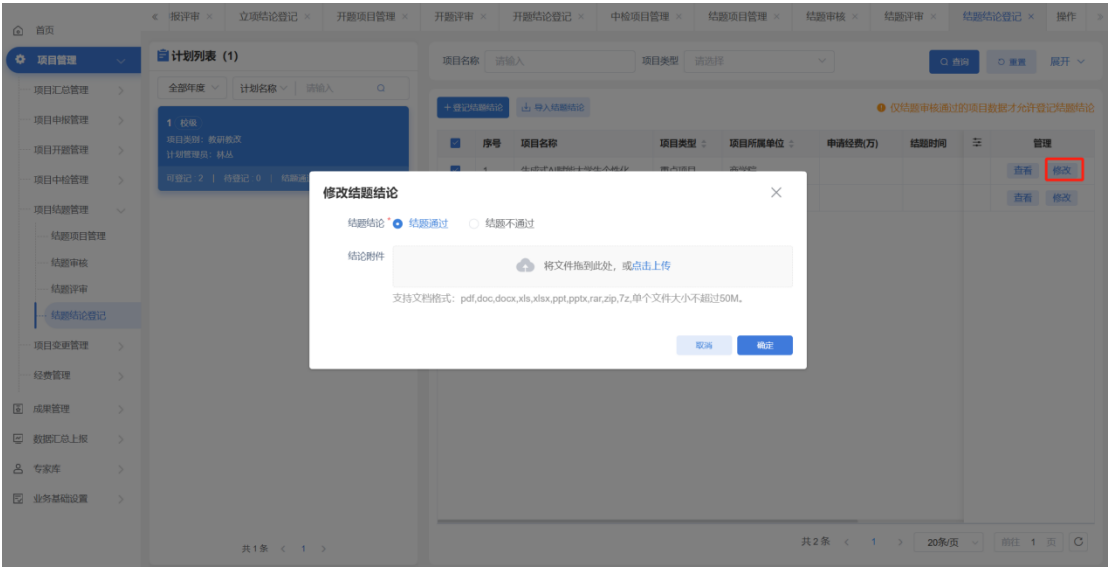 首页
« 报评审 × 立项结论登记 × 开题项目管理 × 开题评审 × 开题结论登记 × 中检项目管理 × 结题项目管理 × 结题审核 × 结题评审 × 结题结论登记 × 操作 »
项目管理
项目汇总管理
项目申报管理
项目开题管理
项目中检管理
项目结题管理
结题项目管理
结题审核
结题评审
结题结论登记
项目变更管理
经费管理
成果管理
数据汇总上报
专家库
业务基础设置
计划列表 (1)
全部年度 计划名称 请输入
1 校级
项目类别：教研教改
计划管理员：林丛
可登记：2 | 待登记：0 | 结题通
共1条 < 1 >
项目名称 请输入 项目类型 请选择 查询 重置 展开
+登记结题结论 导入结题结论 仅结题审核通过的项目数据才允许登记结题结论
序号 项目名称 项目类型 项目所属单位 申请经费(万) 结题时间 管理
1 重点项目 商学院 查看 修改
查看 修改
修改结题结论
结题结论 * 结题通过 结题不通过
结论附件 将文件拖到此处，或点击上传
支持文档格式：pdf,doc,docx,xls,xlsx,ppt,pptx,rar,zip,7z,单个文件大小不超过50M。
取消 确定
共2条 < 1 > 20条/页 前往 1 页